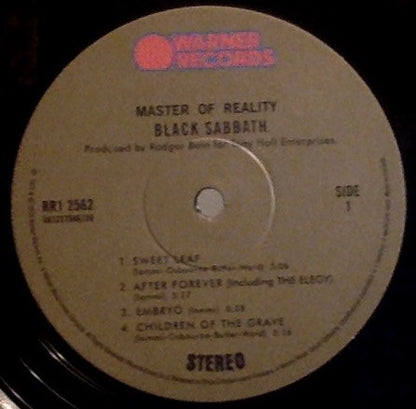 WARNER
RECORDS
MASTER OF REALITY
BLACK SABBATH
Produced by Rodger Bain for Tony Hall Enterprises.
RR1 2562
SIDE
1
1. SWEET LEAF
(Iommi-Osbourne-Butler-Ward) 5:06
2. AFTER FOREVER (Including THE ELEGY)
(Iommi) 5:27
3. EMBRYO (Iommi) 0:28
4. CHILDREN OF THE GRAVE
(Iommi-Osbourne-Butler-Ward) 5:16
STEREO